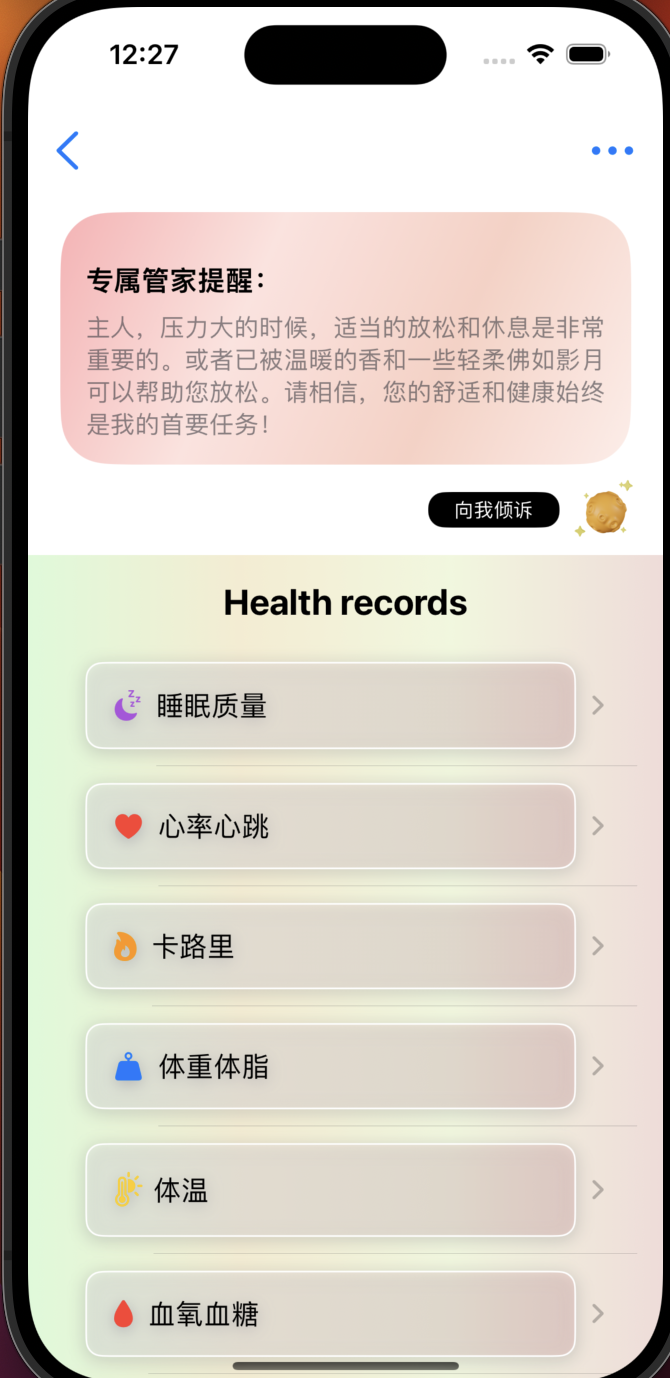 12:27
专属管家提醒：
主人，压力大的时候，适当的放松和休息是非常
重要的。或者已被温暖的香和一些轻柔佛如影月
可以帮助您放松。请相信，您的舒适和健康始终
是我的首要任务！
向我倾诉
Health records
睡眠质量
心率心跳
卡路里
体重体脂
体温
血氧血糖